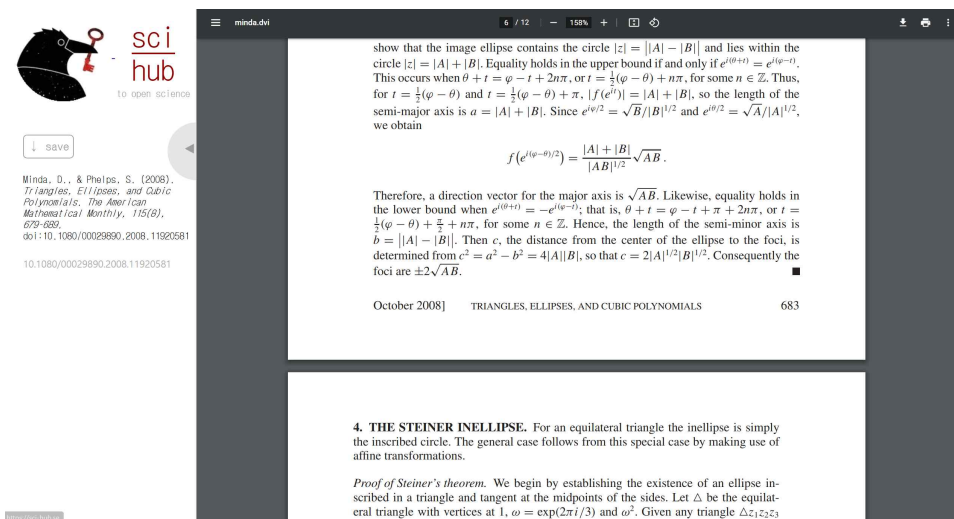 sci
hub
to open science
↓ save
Minda, D., & Phelps, S. (2008).
Triangles, Ellipses, and Cubic
Polynomials. The American
Mathematical Monthly, 115(8),
679–689.
doi:10.1080/00029890.2008.11920581
10.1080/00029890.2008.11920581
minda.dvi
6 / 12
158%
show that the image ellipse contains the circle |z| = ||A| − |B|| and lies within the
circle |z| = |A| + |B|. Equality holds in the upper bound if and only if e^{i(θ+t)} = e^{i(φ−t)}.
This occurs when θ + t = φ − t + 2nπ, or t = ½(φ − θ) + nπ, for some n ∈ ℤ. Thus,
for t = ½(φ − θ) and t = ½(φ − θ) + π, |f(e^{it})| = |A| + |B|, so the length of the
semi-major axis is a = |A| + |B|. Since e^{iφ/2} = √B/|B|^{1/2} and e^{iθ/2} = √A/|A|^{1/2},
we obtain
f(e^{i(φ−θ)/2}) = (|A| + |B|)/|AB|^{1/2} √AB.
Therefore, a direction vector for the major axis is √AB. Likewise, equality holds in
the lower bound when e^{i(θ+t)} = −e^{i(φ−t)}; that is, θ + t = φ − t + π + 2nπ, or t =
½(φ − θ) + π/2 + nπ, for some n ∈ ℤ. Hence, the length of the semi-minor axis is
b = ||A| − |B||. Then c, the distance from the center of the ellipse to the foci, is
determined from c² = a² − b² = 4|A||B|, so that c = 2|A|^{1/2}|B|^{1/2}. Consequently the
foci are ±2√AB. ■
October 2008] TRIANGLES, ELLIPSES, AND CUBIC POLYNOMIALS 683
4. THE STEINER INELLIPSE. For an equilateral triangle the inellipse is simply
the inscribed circle. The general case follows from this special case by making use of
affine transformations.
Proof of Steiner's theorem. We begin by establishing the existence of an ellipse in-
scribed in a triangle and tangent at the midpoints of the sides. Let △ be the equilat-
eral triangle with vertices at 1, ω = exp(2πi/3) and ω². Given any triangle △z₁z₂z₃